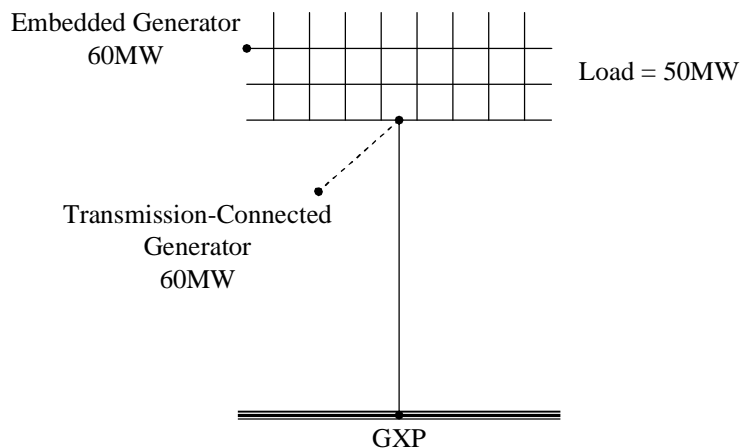 Embedded Generator
60MW
Load = 50MW
Transmission-Connected
Generator
60MW
GXP